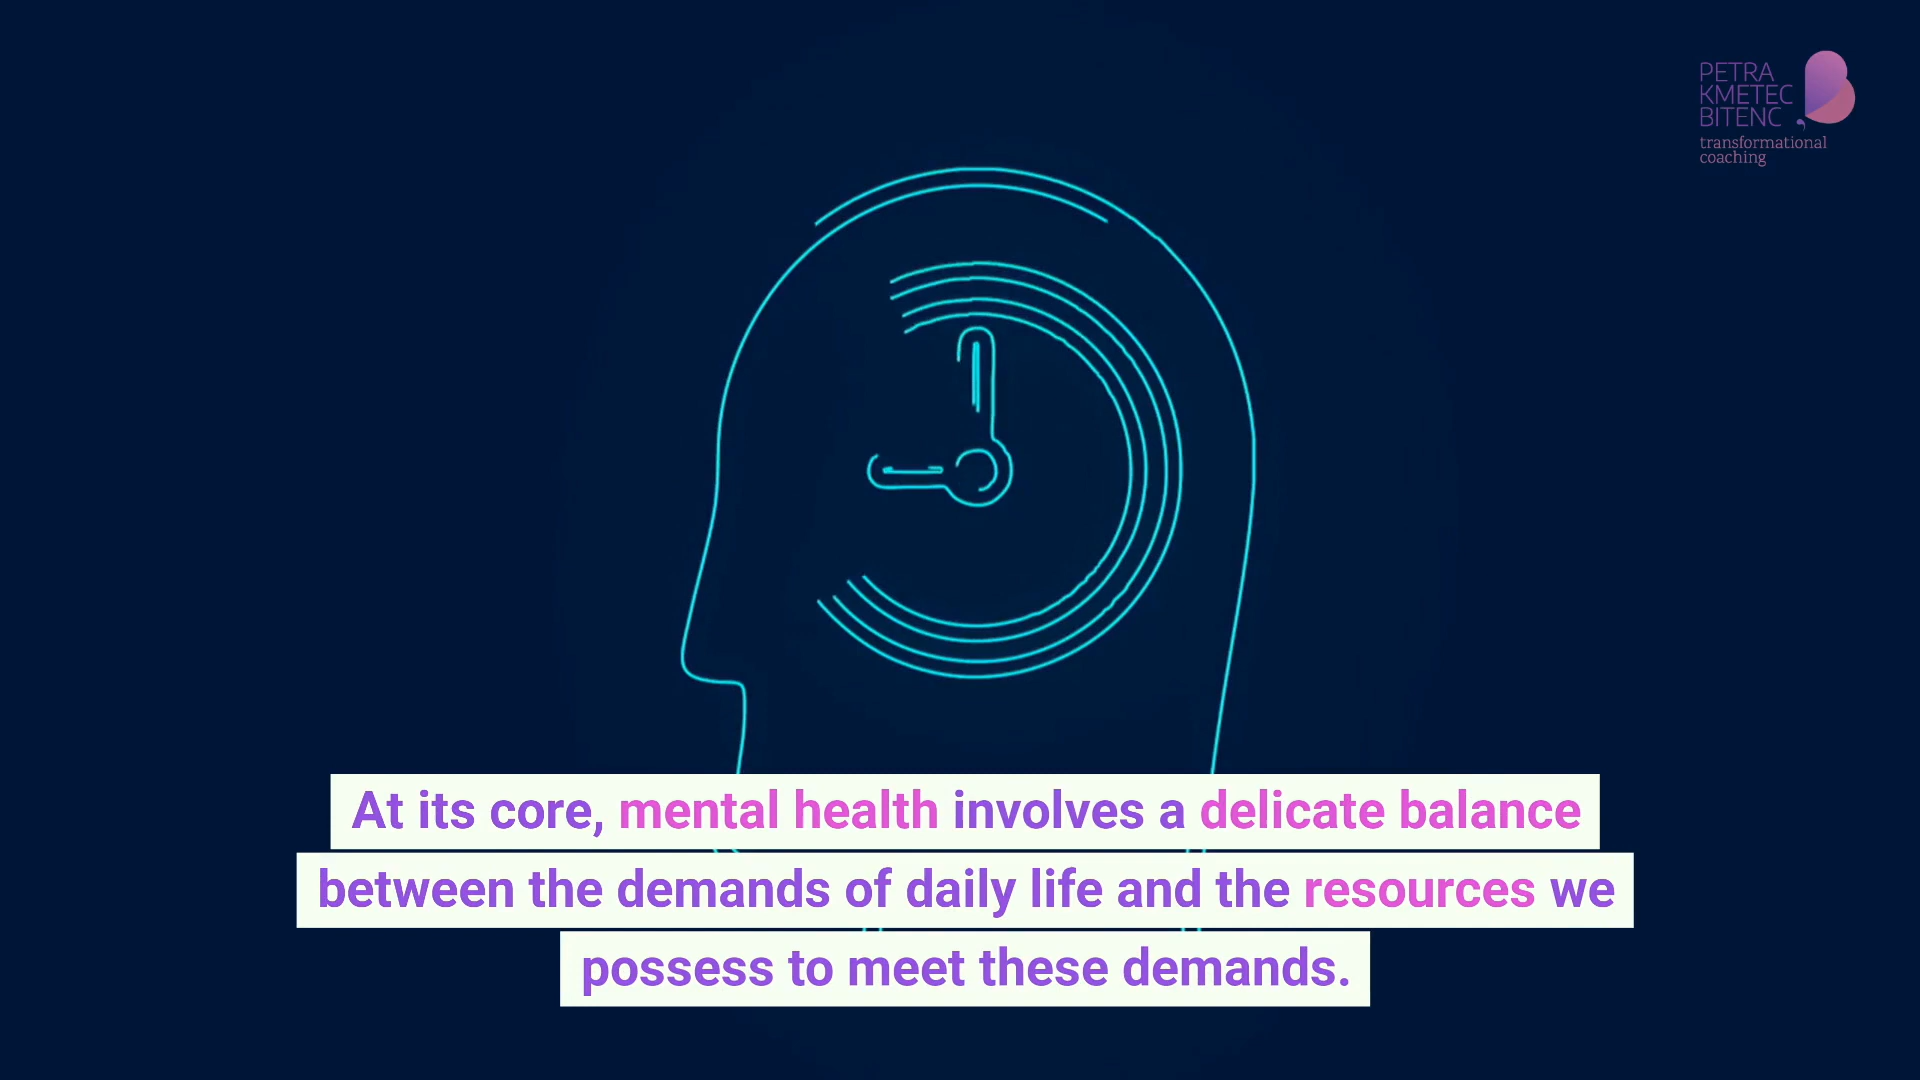 PETRA
KMETEC
BITENC
transformational
coaching
At its core, mental health involves a delicate balance
between the demands of daily life and the resources we
possess to meet these demands.